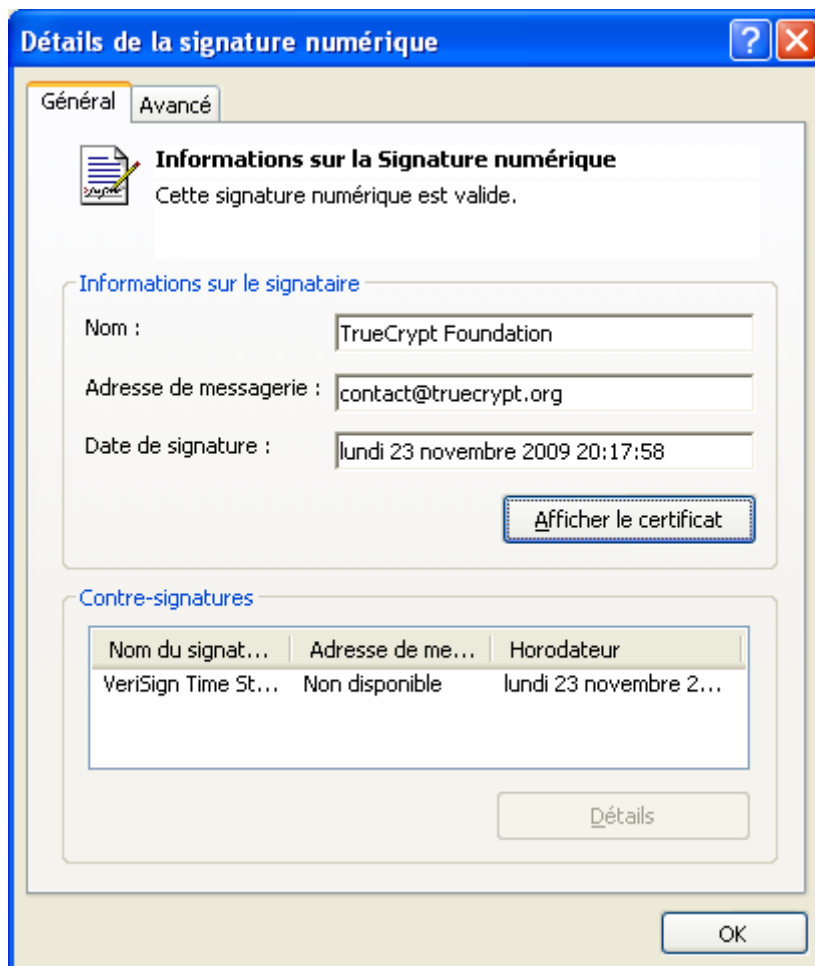 Détails de la signature numérique
Général
Avancé
Informations sur la Signature numérique
Cette signature numérique est valide.
Informations sur le signataire
Nom :
TrueCrypt Foundation
Adresse de messagerie :
contact@truecrypt.org
Date de signature :
lundi 23 novembre 2009 20:17:58
Afficher le certificat
Contre-signatures
Nom du signat... Adresse de me... Horodateur
VeriSign Time St... Non disponible lundi 23 novembre 2...
Détails
OK